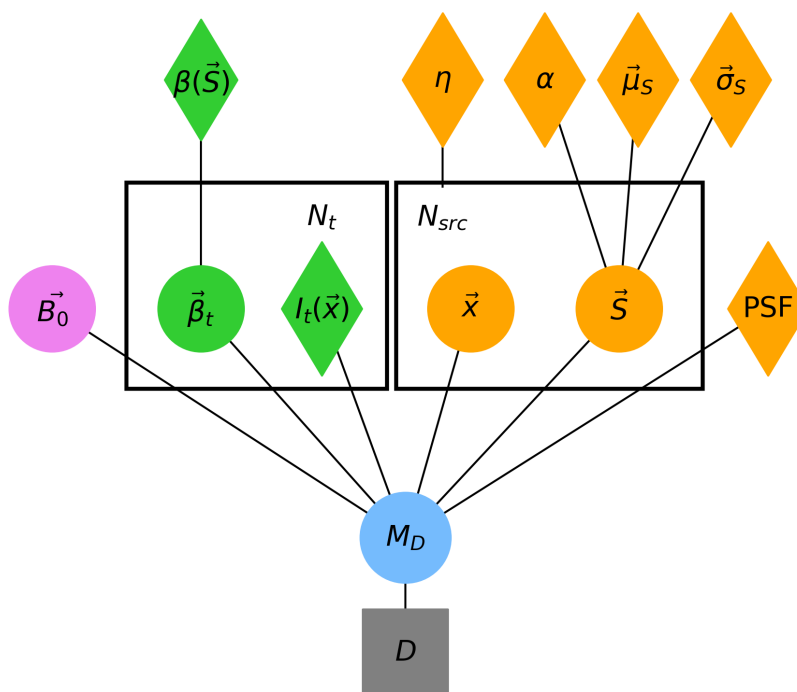 β(S⃗) η α μ⃗_S σ⃗_S
N_t N_src
B⃗_0 β⃗_t I_t(x⃗) x⃗ S⃗ PSF
M_D
D